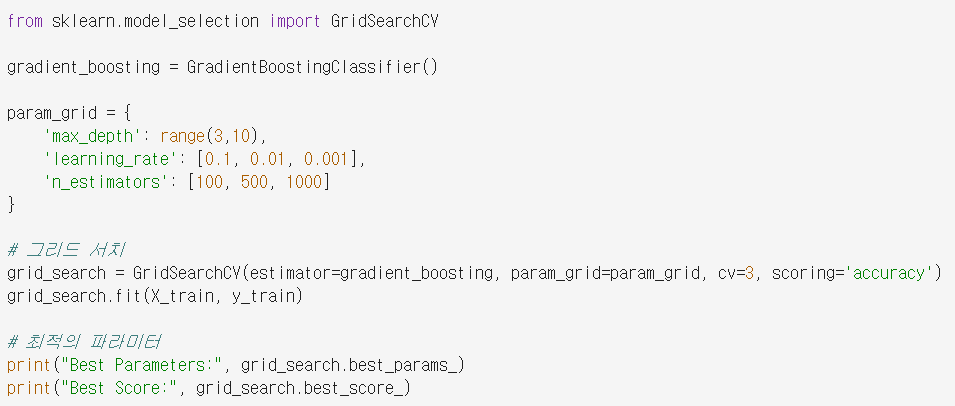 from sklearn.model_selection import GridSearchCV
gradient_boosting = GradientBoostingClassifier()
param_grid = {
    'max_depth': range(3,10),
    'learning_rate': [0.1, 0.01, 0.001],
    'n_estimators': [100, 500, 1000]
}
# 그리드 서치
grid_search = GridSearchCV(estimator=gradient_boosting, param_grid=param_grid, cv=3, scoring='accuracy')
grid_search.fit(X_train, y_train)
# 최적의 파라미터
print("Best Parameters:", grid_search.best_params_)
print("Best Score:", grid_search.best_score_)